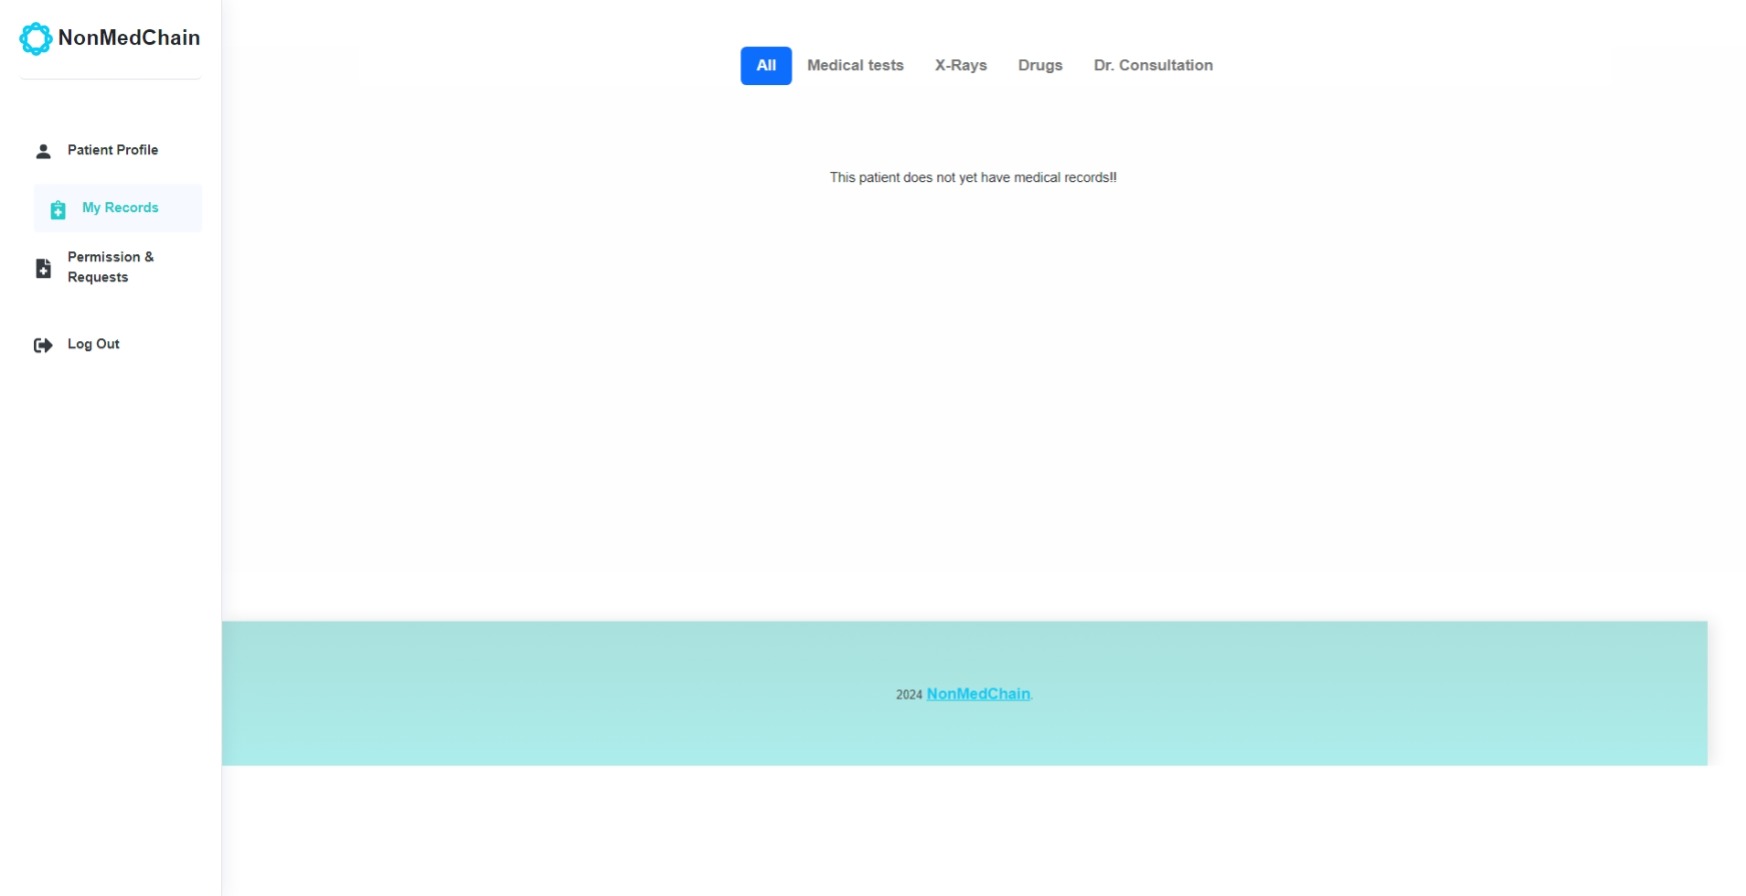 NonMedChain
All Medical tests X-Rays Drugs Dr. Consultation
Patient Profile
This patient does not yet have medical records!!
My Records
Permission &
Requests
Log Out
2024 NonMedChain.